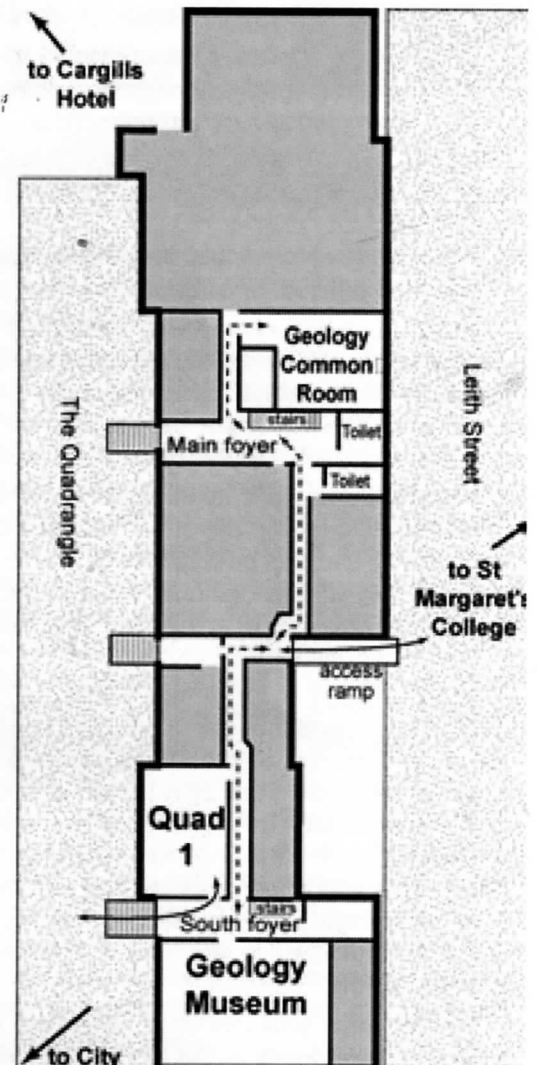 to Cargills
Hotel
Geology
Common
Room
stairs
Toilet
Main foyer
Toilet
The Quadrangle
Leith Street
to St
Margaret's
College
access
ramp
Quad
1
stairs
South foyer
Geology
Museum
to City